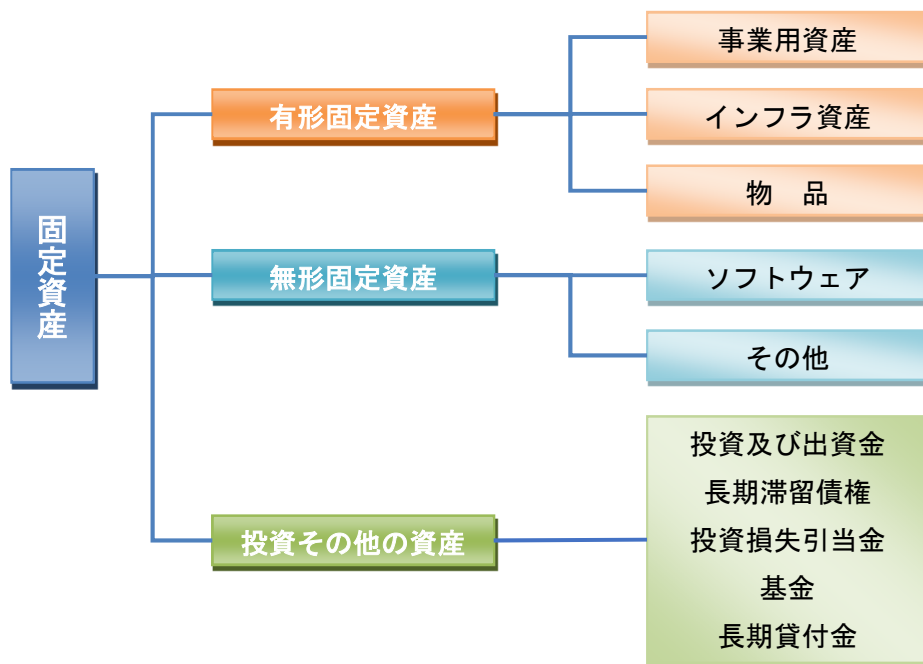 固定資産
有形固定資産
事業用資産
インフラ資産
物　品
無形固定資産
ソフトウェア
その他
投資その他の資産
投資及び出資金
長期滞留債権
投資損失引当金
基金
長期貸付金